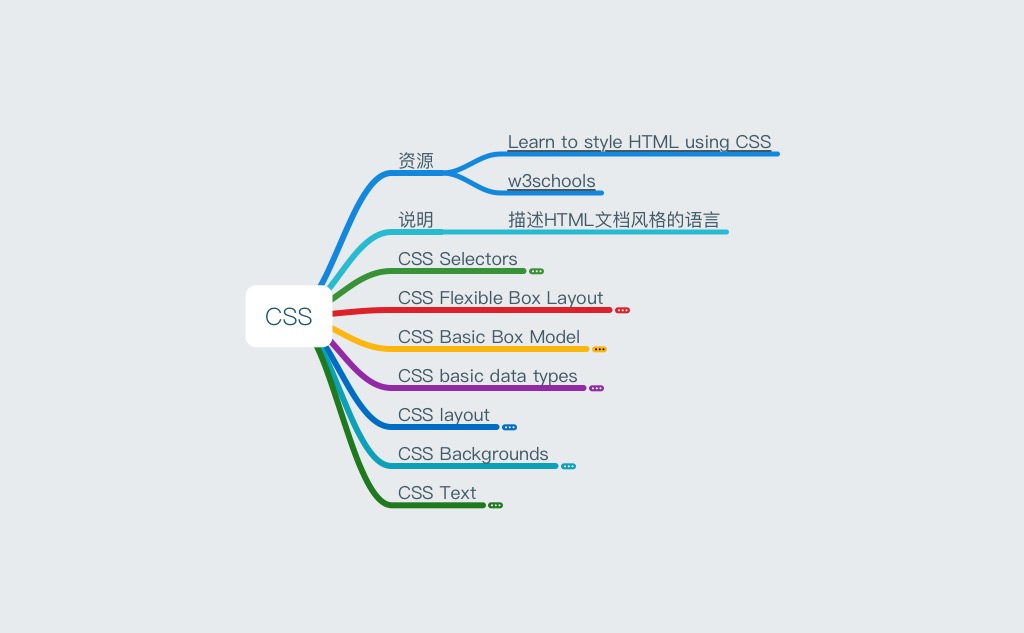 CSS
资源
Learn to style HTML using CSS
w3schools
说明
描述HTML文档风格的语言
CSS Selectors
CSS Flexible Box Layout
CSS Basic Box Model
CSS basic data types
CSS layout
CSS Backgrounds
CSS Text